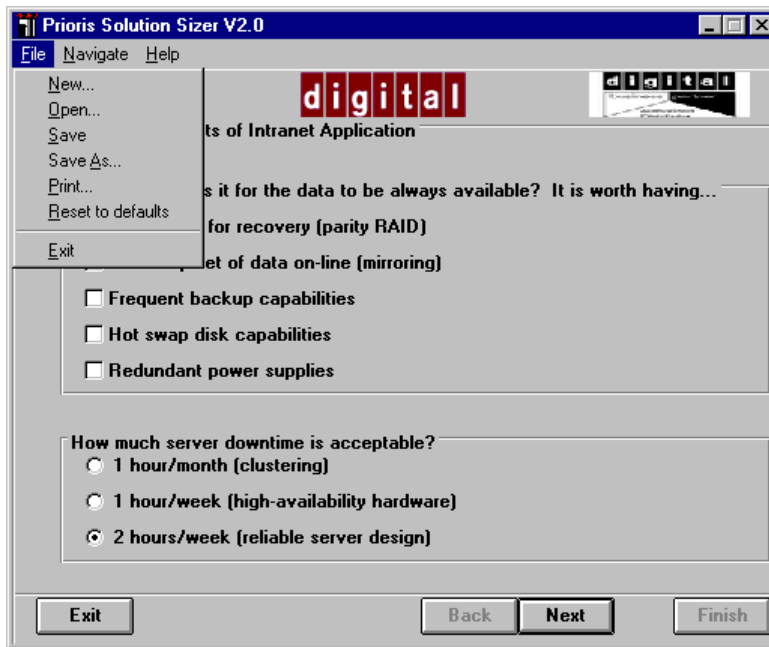 Prioris Solution Sizer V2.0
File Navigate Help
New...
Open...
Save
Save As...
Print...
Reset to defaults
Exit
digital
digital
ts of Intranet Application
s it for the data to be always available? It is worth having...
for recovery (parity RAID)
et of data on-line (mirroring)
Frequent backup capabilities
Hot swap disk capabilities
Redundant power supplies
How much server downtime is acceptable?
1 hour/month (clustering)
1 hour/week (high-availability hardware)
2 hours/week (reliable server design)
Exit Back Next Finish